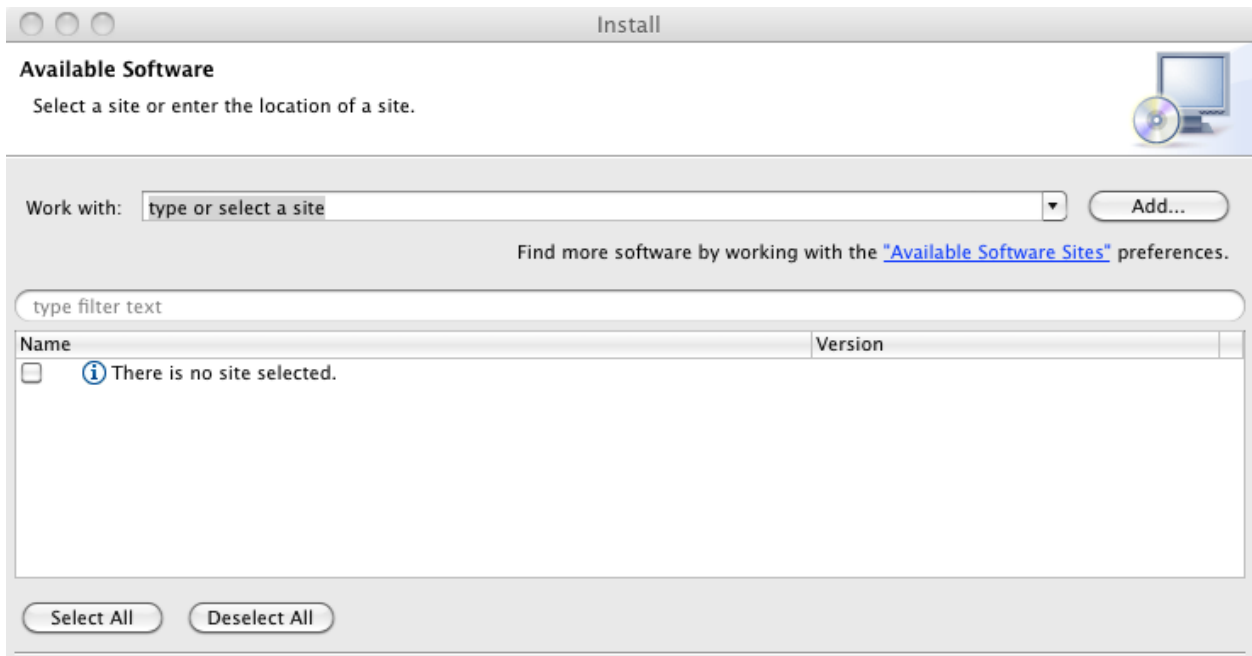 Install
Available Software
Select a site or enter the location of a site.
Work with: type or select a site Add...
Find more software by working with the "Available Software Sites" preferences.
type filter text
Name Version
There is no site selected.
Select All Deselect All